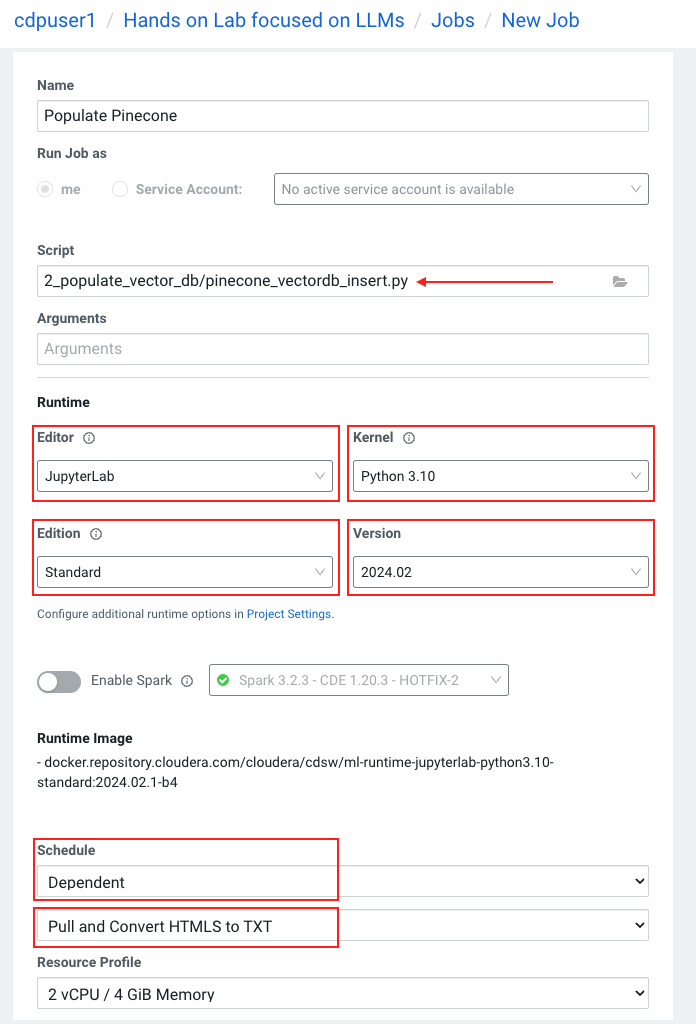 cdpuser1 / Hands on Lab focused on LLMs / Jobs / New Job
Name
Populate Pinecone
Run Job as
me Service Account: No active service account is available
Script
2_populate_vector_db/pinecone_vectordb_insert.py
Arguments
Arguments
Runtime
Editor Kernel
JupyterLab Python 3.10
Edition Version
Standard 2024.02
Configure additional runtime options in Project Settings.
Enable Spark Spark 3.2.3 - CDE 1.20.3 - HOTFIX-2
Runtime Image
- docker.repository.cloudera.com/cloudera/cdsw/ml-runtime-jupyterlab-python3.10-
standard:2024.02.1-b4
Schedule
Dependent
Pull and Convert HTMLS to TXT
Resource Profile
2 vCPU / 4 GiB Memory